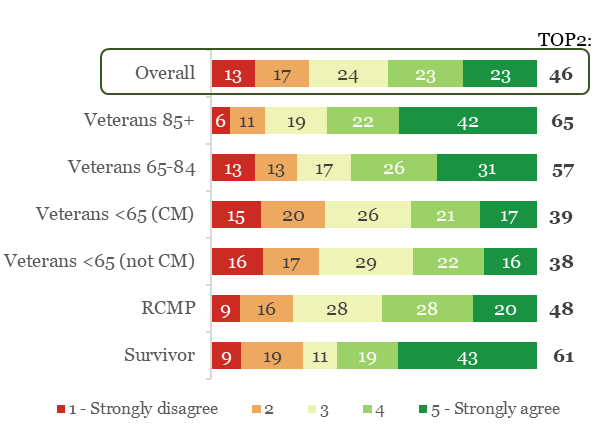 TOP2:
Overall 13 17 24 23 23 46
Veterans 85+ 6 11 19 22 42 65
Veterans 65-84 13 13 17 26 31 57
Veterans <65 (CM) 15 20 26 21 17 39
Veterans <65 (not CM) 16 17 29 22 16 38
RCMP 9 16 28 28 20 48
Survivor 9 19 11 19 43 61
1 - Strongly disagree 2 3 4 5 - Strongly agree